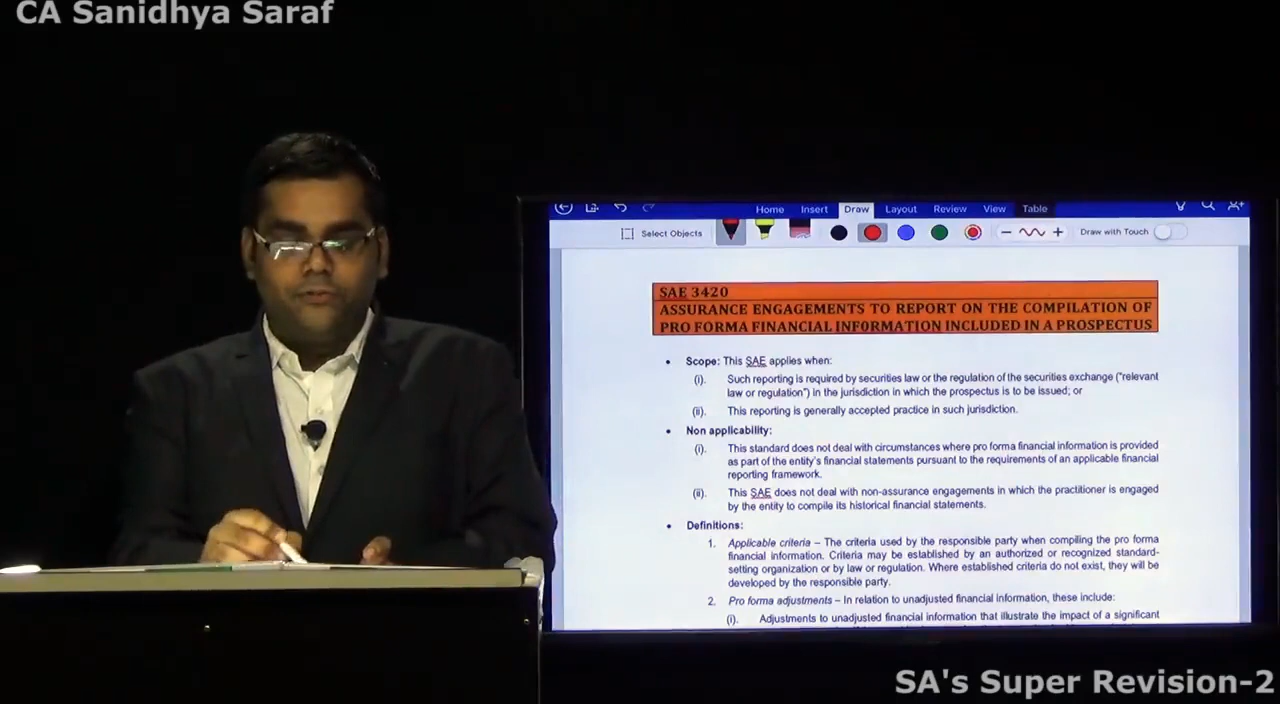 CA Sanidhya Saraf
Home Insert Draw Layout Review View Table
Select Objects
Draw with Touch
SAE 3420
ASSURANCE ENGAGEMENTS TO REPORT ON THE COMPILATION OF
PRO FORMA FINANCIAL INFORMATION INCLUDED IN A PROSPECTUS
• Scope: This SAE applies when:
(i). Such reporting is required by securities law or the regulation of the securities exchange ("relevant
law or regulation") in the jurisdiction in which the prospectus is to be issued; or
(ii). This reporting is generally accepted practice in such jurisdiction.
• Non applicability:
(i). This standard does not deal with circumstances where pro forma financial information is provided
as part of the entity's financial statements pursuant to the requirements of an applicable financial
reporting framework.
(ii). This SAE does not deal with non-assurance engagements in which the practitioner is engaged
by the entity to compile its historical financial statements.
• Definitions:
1. Applicable criteria – The criteria used by the responsible party when compiling the pro forma
financial information. Criteria may be established by an authorized or recognized standard-
setting organization or by law or regulation. Where established criteria do not exist, they will be
developed by the responsible party.
2. Pro forma adjustments – In relation to unadjusted financial information, these include:
(i). Adjustments to unadjusted financial information that illustrate the impact of a significant
SA's Super Revision-2